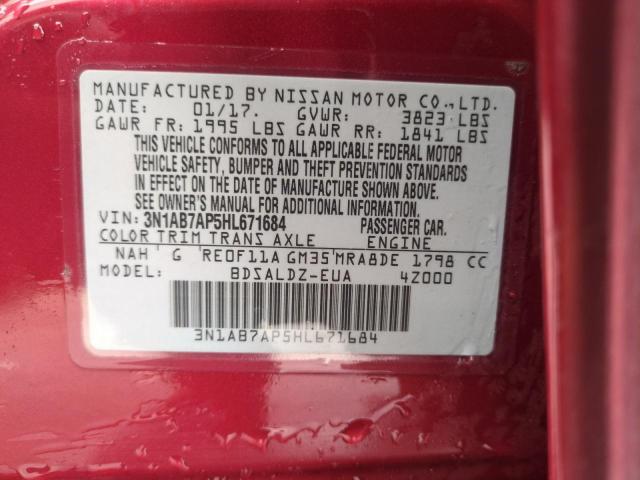 MANUFACTURED BY NISSAN MOTOR CO., LTD.
DATE: 01/17. GVWR: 3823 LBS
GAWR FR: 1995 LBS GAWR RR: 1841 LBS
THIS VEHICLE CONFORMS TO ALL APPLICABLE FEDERAL MOTOR
VEHICLE SAFETY, BUMPER AND THEFT PREVENTION STANDARDS
IN EFFECT ON THE DATE OF MANUFACTURE SHOWN ABOVE.
SEE OWNER'S MANUAL FOR ADDITIONAL INFORMATION.
VIN: 3N1AB7AP5HL671684 PASSENGER CAR.
COLOR TRIM TRANS AXLE ENGINE
NAH G RE0F11A GM35 MRA8DE 1798 CC
MODEL: BDSALDZ-EUA 4Z000
3N1AB7AP5HL671684